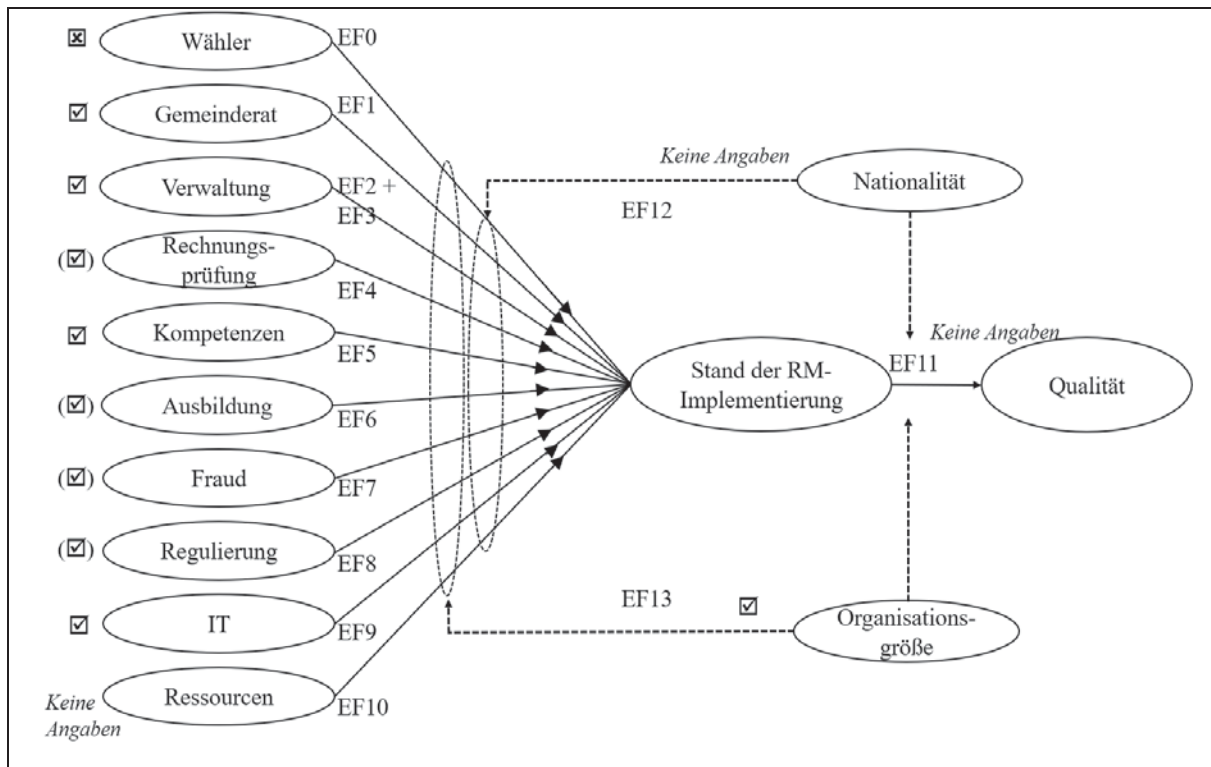 ☒ Wähler EF0
☑ Gemeinderat EF1
☑ Verwaltung EF2 +
EF3
(☑) Rechnungs-
prüfung
EF4
☑ Kompetenzen
EF5
(☑) Ausbildung
EF6
(☑) Fraud
EF7
(☑) Regulierung
EF8
☑ IT
EF9
Keine
Angaben
Ressourcen
EF10
Keine Angaben
Nationalität
EF12
Stand der RM-
Implementierung
Keine Angaben
EF11
Qualität
EF13 ☑
Organisations-
größe